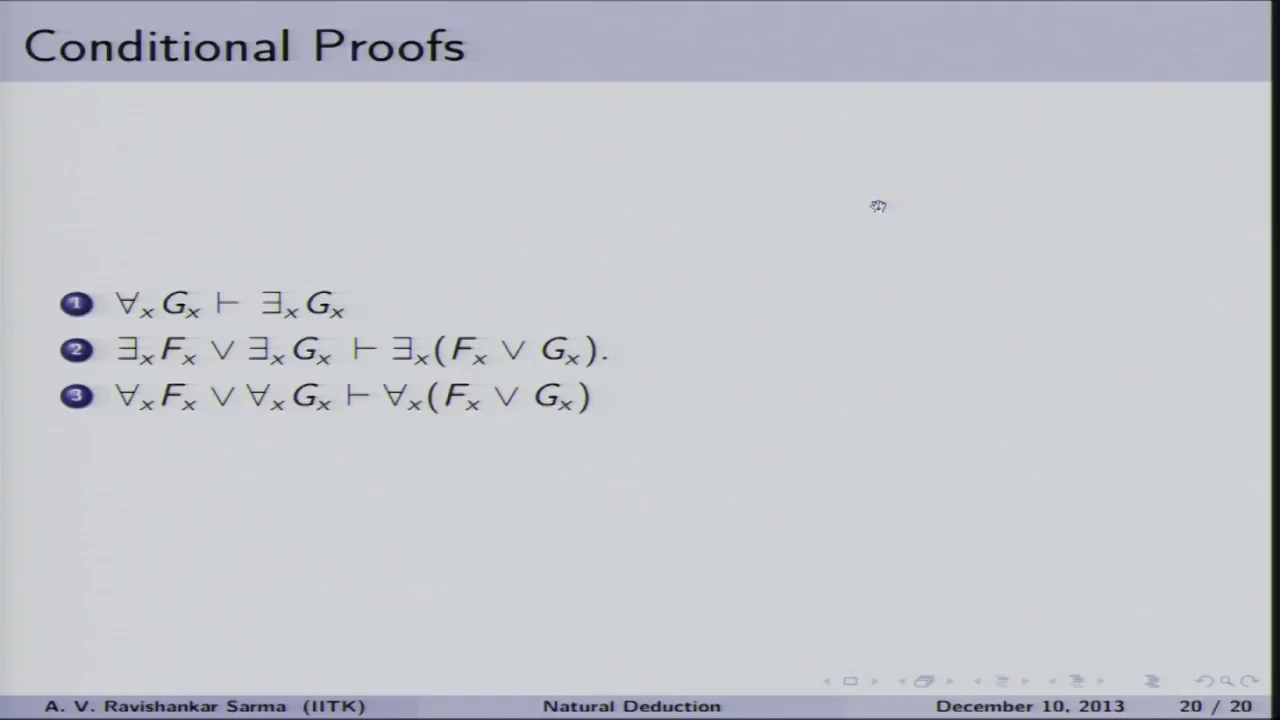 Conditional Proofs
1 ∀ₓGₓ ⊢ ∃ₓGₓ
2 ∃ₓFₓ ∨ ∃ₓGₓ ⊢ ∃ₓ(Fₓ ∨ Gₓ).
3 ∀ₓFₓ ∨ ∀ₓGₓ ⊢ ∀ₓ(Fₓ ∨ Gₓ)
A. V. Ravishankar Sarma (IITK) Natural Deduction December 10, 2013 20 / 20